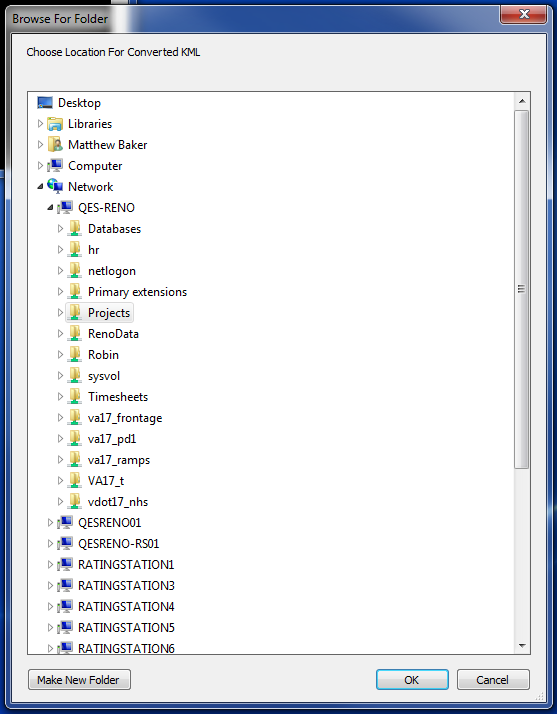 Browse For Folder
Choose Location For Converted KML
Desktop
Libraries
Matthew Baker
Computer
Network
QES-RENO
Databases
hr
netlogon
Primary extensions
Projects
RenoData
Robin
sysvol
Timesheets
va17_frontage
va17_pd1
va17_ramps
VA17_t
vdot17_nhs
QESRENO01
QESRENO-RS01
RATINGSTATION1
RATINGSTATION3
RATINGSTATION4
RATINGSTATION5
RATINGSTATION6
Make New Folder
OK
Cancel